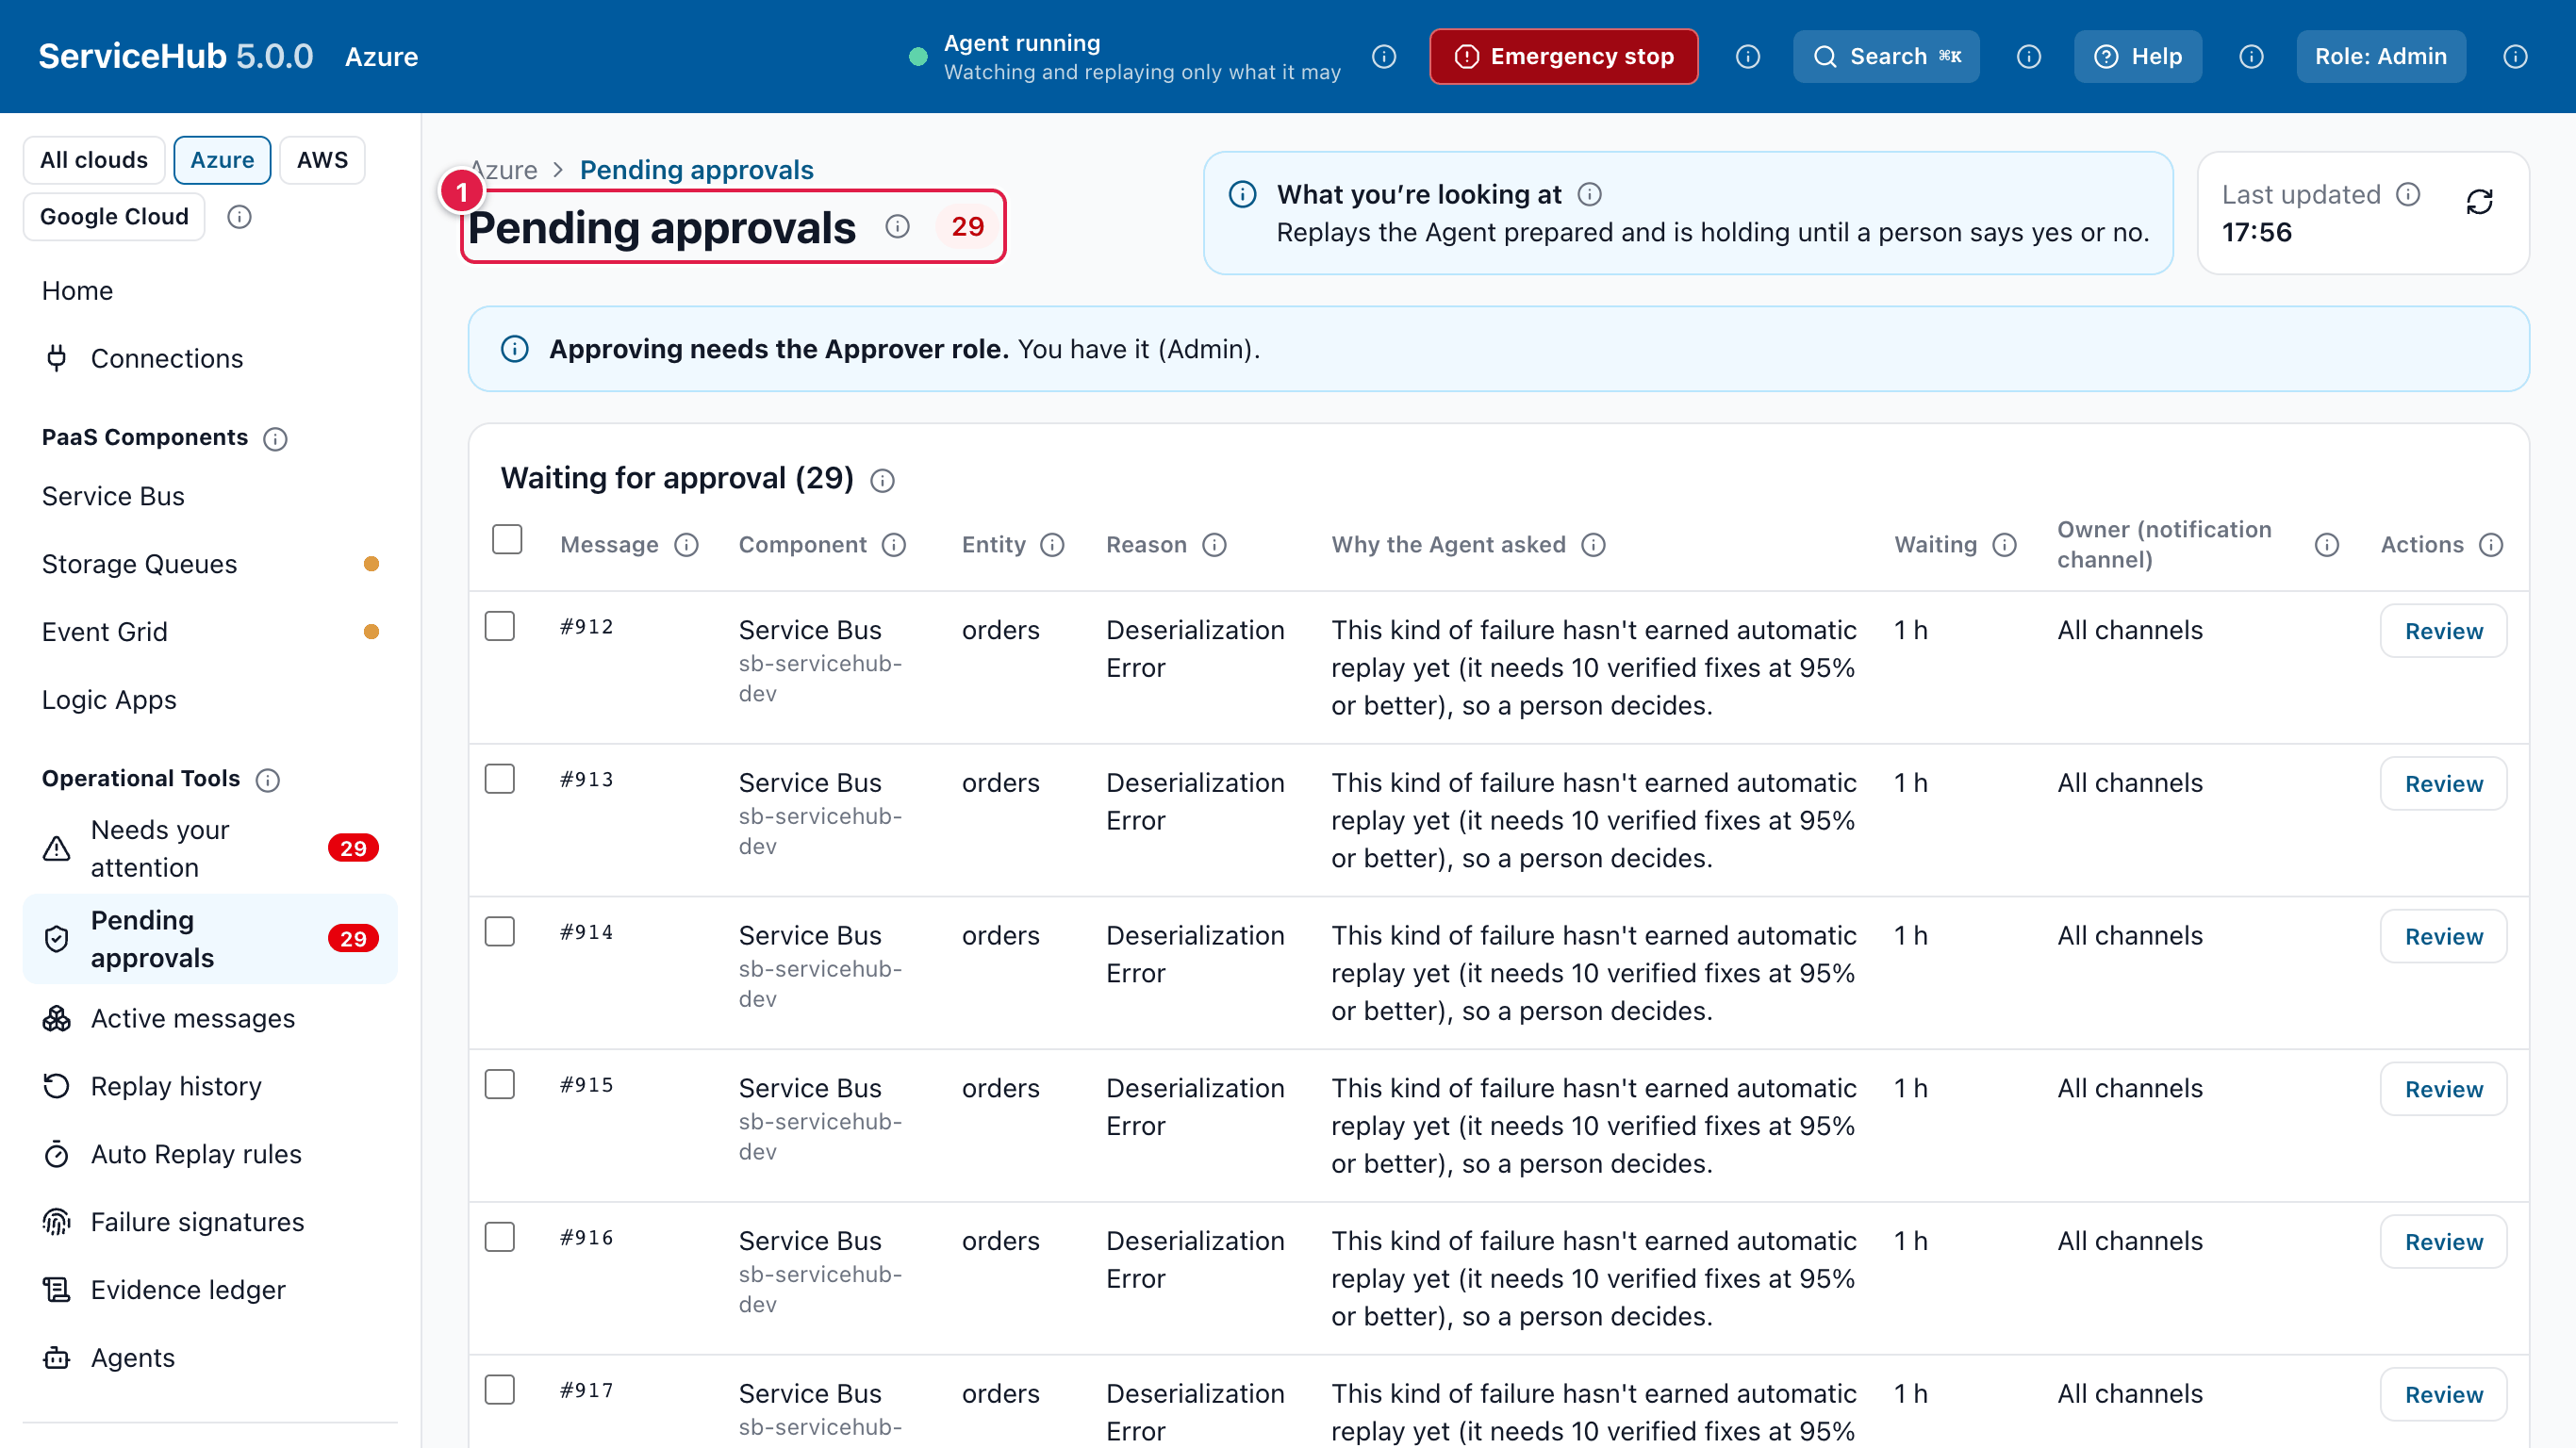 ServiceHub 5.0.0 Azure
Agent running
Watching and replaying only what it may
Emergency stop
Search ⌘K
Help
Role: Admin
All clouds
Azure
AWS
Google Cloud
Home
Connections
PaaS Components
Service Bus
Storage Queues
Event Grid
Logic Apps
Operational Tools
Needs your
attention
29
Pending
approvals
29
Active messages
Replay history
Auto Replay rules
Failure signatures
Evidence ledger
Agents
Azure > Pending approvals
1
Pending approvals 29
What you’re looking at
Replays the Agent prepared and is holding until a person says yes or no.
Last updated
17:56
Approving needs the Approver role. You have it (Admin).
Waiting for approval (29)
Message Component Entity Reason Why the Agent asked Waiting Owner (notification
channel) Actions
#912 Service Bus orders Deserialization This kind of failure hasn't earned automatic 1 h All channels Review
sb-servicehub- Error replay yet (it needs 10 verified fixes at 95%
dev or better), so a person decides.
#913 Service Bus orders Deserialization This kind of failure hasn't earned automatic 1 h All channels Review
sb-servicehub- Error replay yet (it needs 10 verified fixes at 95%
dev or better), so a person decides.
#914 Service Bus orders Deserialization This kind of failure hasn't earned automatic 1 h All channels Review
sb-servicehub- Error replay yet (it needs 10 verified fixes at 95%
dev or better), so a person decides.
#915 Service Bus orders Deserialization This kind of failure hasn't earned automatic 1 h All channels Review
sb-servicehub- Error replay yet (it needs 10 verified fixes at 95%
dev or better), so a person decides.
#916 Service Bus orders Deserialization This kind of failure hasn't earned automatic 1 h All channels Review
sb-servicehub- Error replay yet (it needs 10 verified fixes at 95%
dev or better), so a person decides.
#917 Service Bus orders Deserialization This kind of failure hasn't earned automatic 1 h All channels Review
sb-servicehub- Error replay yet (it needs 10 verified fixes at 95%